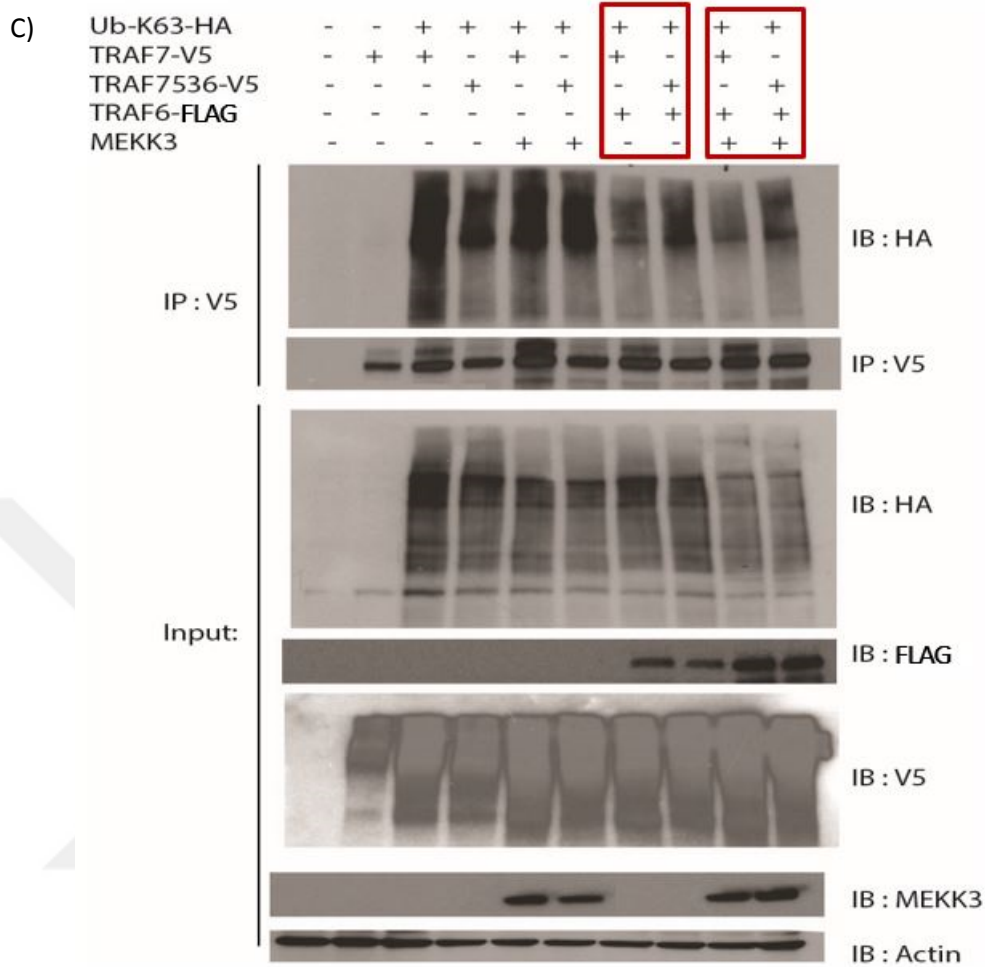 C)
Ub-K63-HA - - + + + + + + + +
TRAF7-V5 - + + - + - + - + -
TRAF7536-V5 - - - + - + - + - +
TRAF6-FLAG - - - - - - + + + +
MEKK3 - - - - + + - - + +
IB : HA
IP : V5
IP : V5
IB : HA
Input:
IB : FLAG
IB : V5
IB : MEKK3
IB : Actin